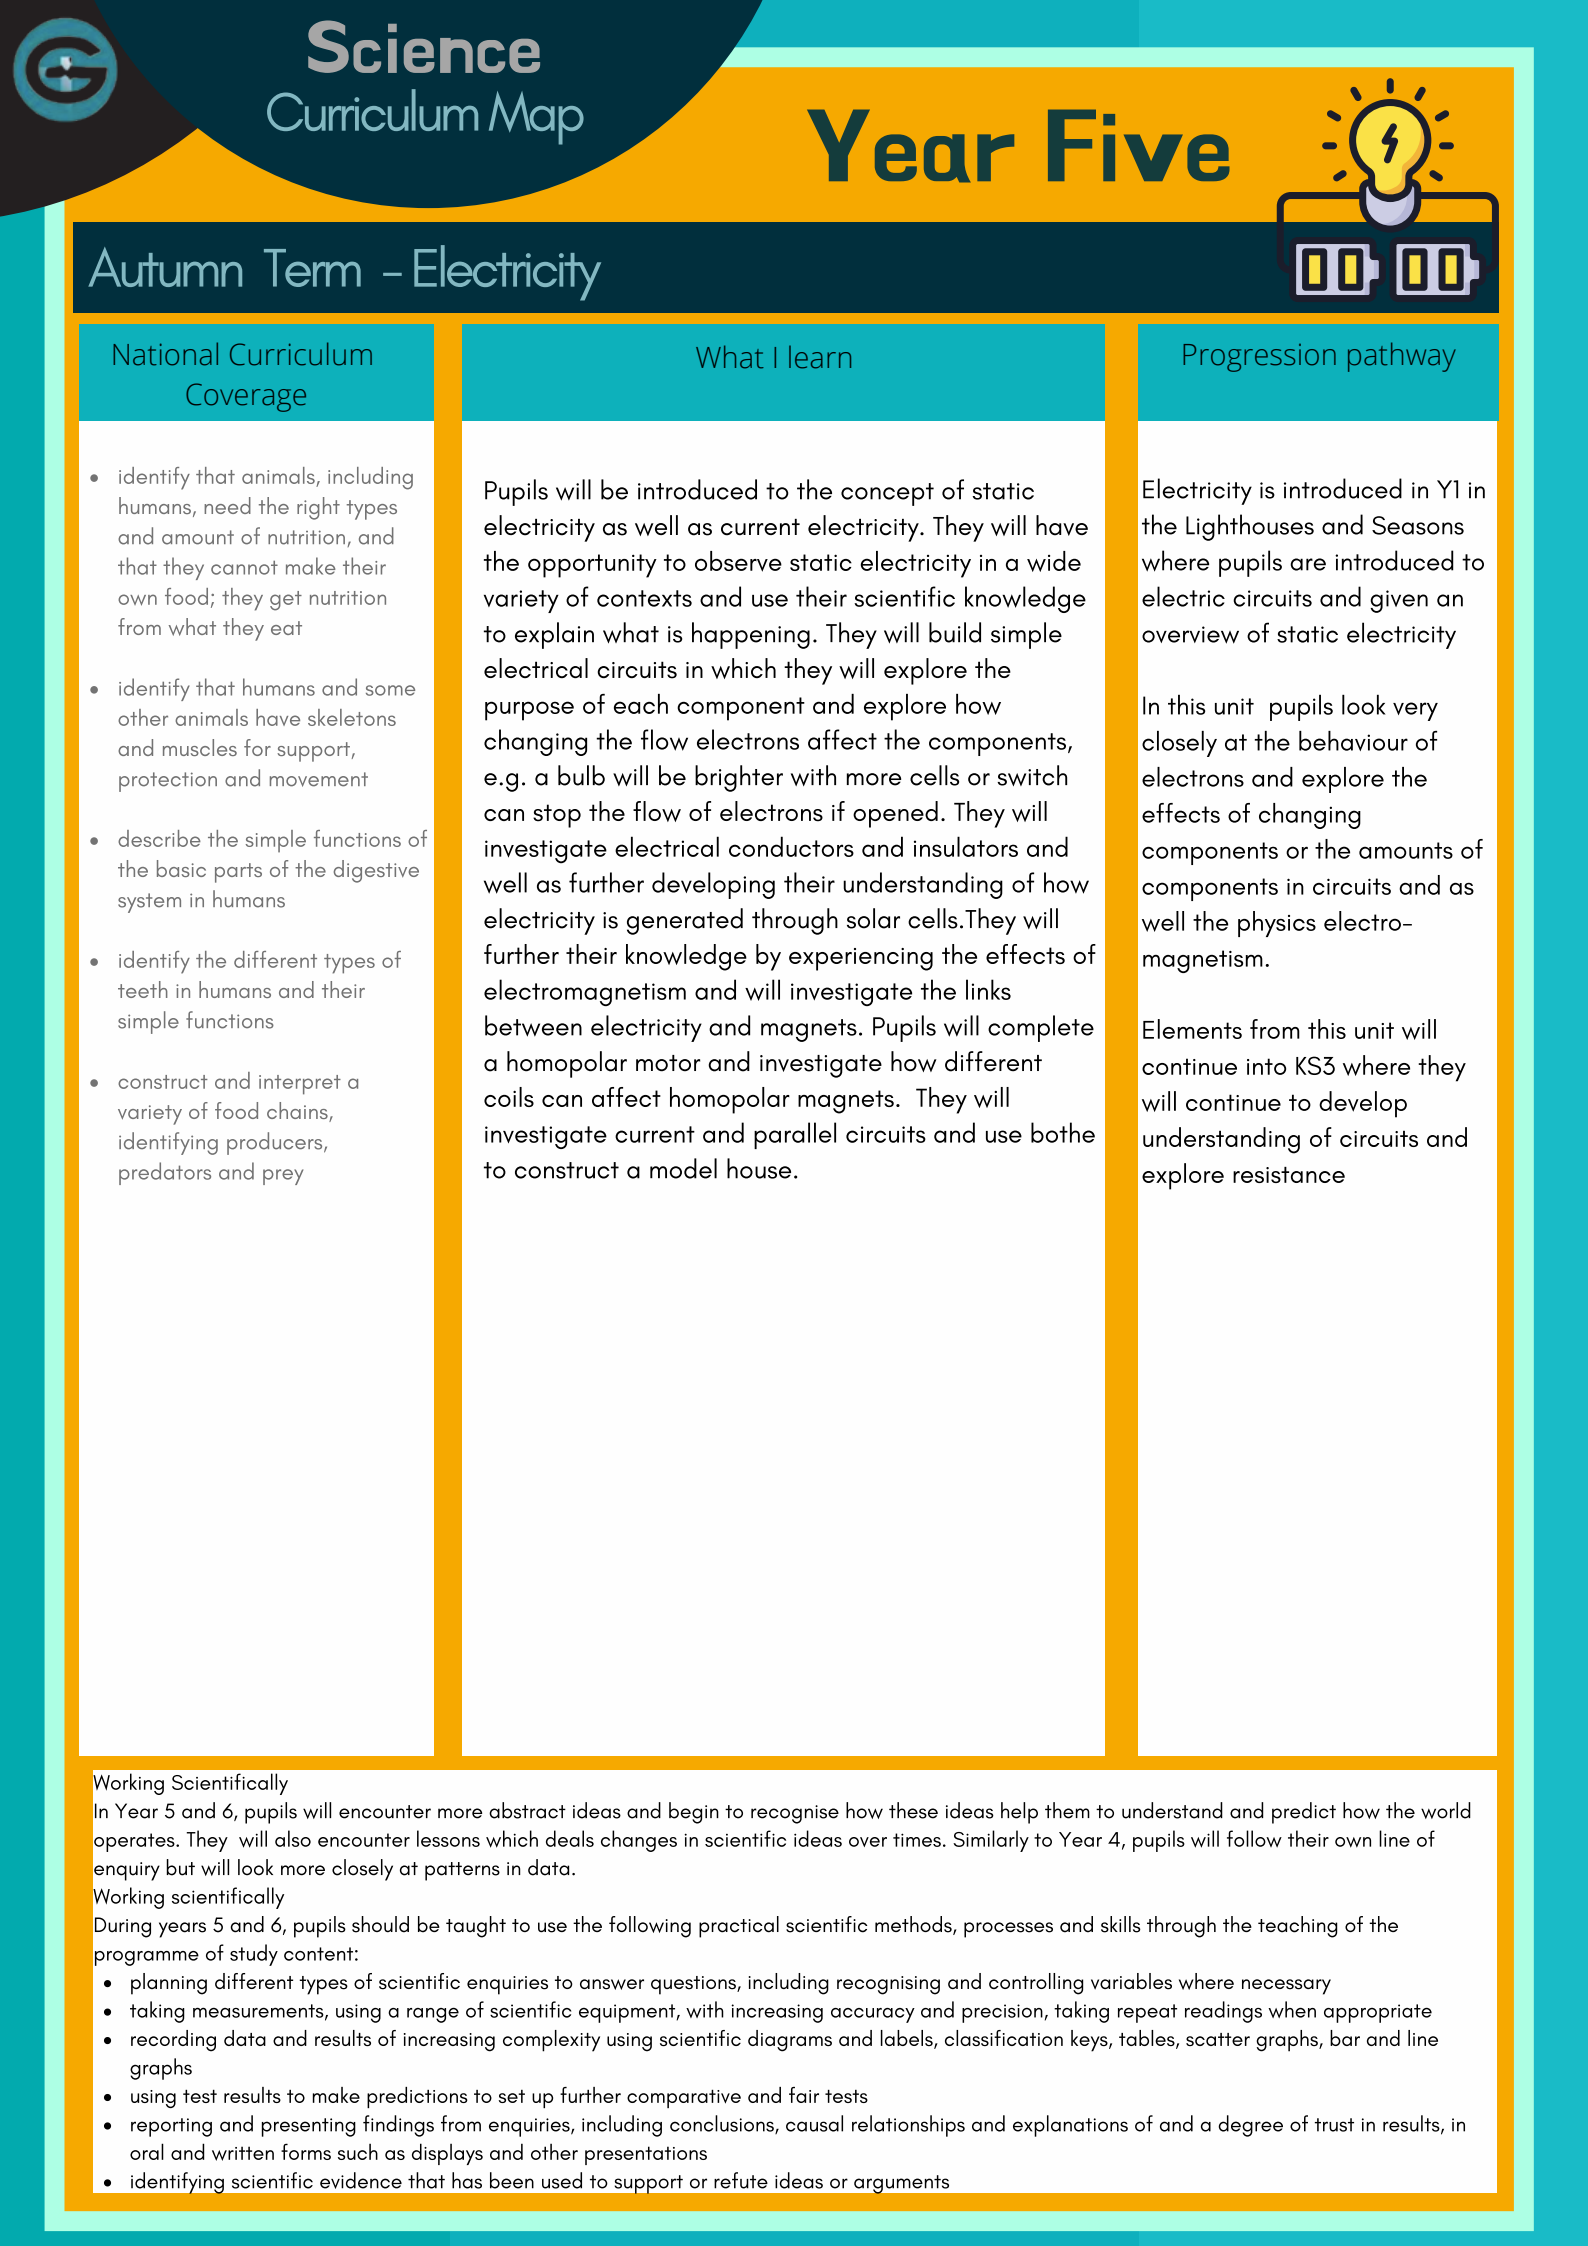 Science
Curriculum Map
Year Five
Autumn Term - Electricity
National Curriculum
Coverage
• identify that animals, including
humans, need the right types
and amount of nutrition, and
that they cannot make their
own food; they get nutrition
from what they eat
• identify that humans and some
other animals have skeletons
and muscles for support,
protection and movement
• describe the simple functions of
the basic parts of the digestive
system in humans
• identify the different types of
teeth in humans and their
simple functions
• construct and interpret a
variety of food chains,
identifying producers,
predators and prey
What I learn
Pupils will be introduced to the concept of static
electricity as well as current electricity. They will have
the opportunity to observe static electricity in a wide
variety of contexts and use their scientific knowledge
to explain what is happening. They will build simple
electrical circuits in which they will explore the
purpose of each component and explore how
changing the flow electrons affect the components,
e.g. a bulb will be brighter with more cells or switch
can stop the flow of electrons if opened. They will
investigate electrical conductors and insulators and
well as further developing their understanding of how
electricity is generated through solar cells.They will
further their knowledge by experiencing the effects of
electromagnetism and will investigate the links
between electricity and magnets. Pupils will complete
a homopolar motor and investigate how different
coils can affect homopolar magnets.  They will
investigate current and parallel circuits and use bothe
to construct a model house.
Progression pathway
Electricity is introduced in Y1 in
the Lighthouses and Seasons
where pupils are introduced to
electric circuits and given an
overview of static electricity
In this unit  pupils look very
closely at the behaviour of
electrons and explore the
effects of changing
components or the amounts of
components in circuits and as
well the physics electro-
magnetism.
Elements from this unit will
continue into KS3 where they
will continue to develop
understanding of circuits and
explore resistance
Working Scientifically
In Year 5 and 6, pupils will encounter more abstract ideas and begin to recognise how these ideas help them to understand and predict how the world
operates. They  will also encounter lessons which deals changes in scientific ideas over times. Similarly to Year 4, pupils will follow their own line of
enquiry but will look more closely at patterns in data.
Working scientifically
During years 5 and 6, pupils should be taught to use the following practical scientific methods, processes and skills through the teaching of the
programme of study content:
• planning different types of scientific enquiries to answer questions, including recognising and controlling variables where necessary
• taking measurements, using a range of scientific equipment, with increasing accuracy and precision, taking repeat readings when appropriate
• recording data and results of increasing complexity using scientific diagrams and labels, classification keys, tables, scatter graphs, bar and line
graphs
• using test results to make predictions to set up further comparative and fair tests
• reporting and presenting findings from enquiries, including conclusions, causal relationships and explanations of and a degree of trust in results, in
oral and written forms such as displays and other presentations
• identifying scientific evidence that has been used to support or refute ideas or arguments